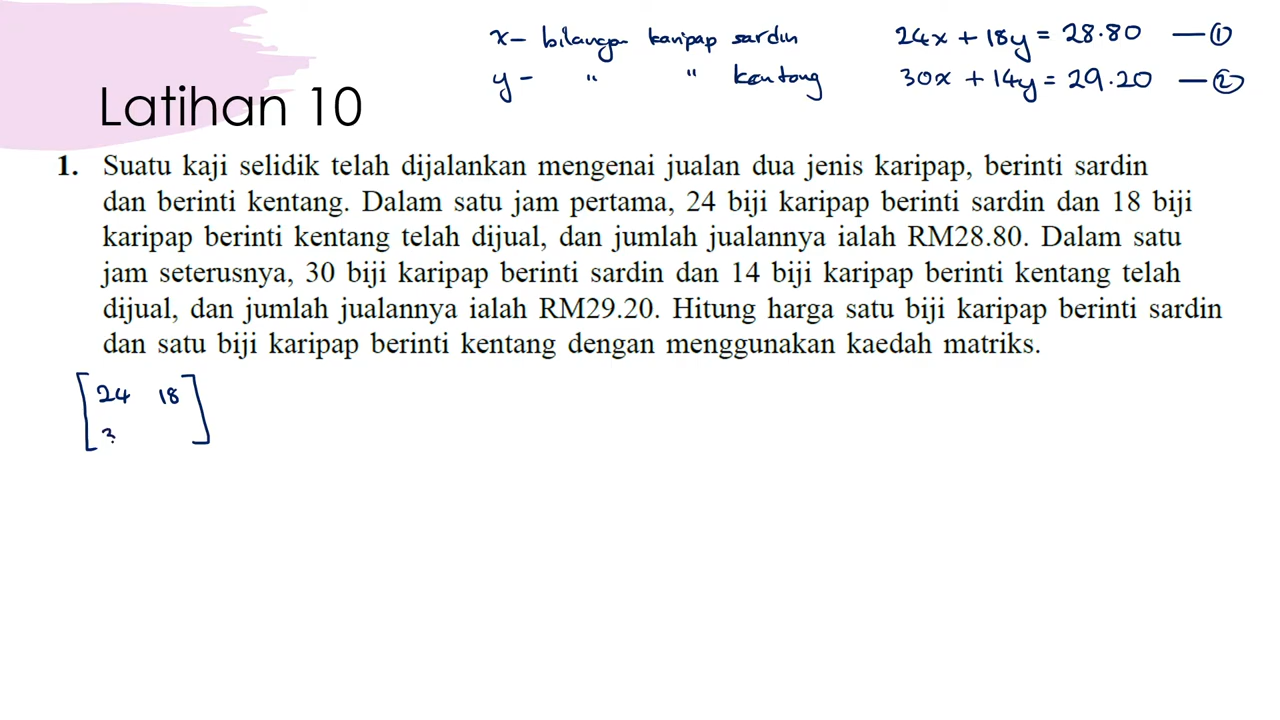 x - bilangan karipap sardin
24x + 18y = 28.80 — ①
y - " " kentang
30x + 14y = 29.20 — ②
Latihan 10
1. Suatu kaji selidik telah dijalankan mengenai jualan dua jenis karipap, berinti sardin
dan berinti kentang. Dalam satu jam pertama, 24 biji karipap berinti sardin dan 18 biji
karipap berinti kentang telah dijual, dan jumlah jualannya ialah RM28.80. Dalam satu
jam seterusnya, 30 biji karipap berinti sardin dan 14 biji karipap berinti kentang telah
dijual, dan jumlah jualannya ialah RM29.20. Hitung harga satu biji karipap berinti sardin
dan satu biji karipap berinti kentang dengan menggunakan kaedah matriks.
24 18
3